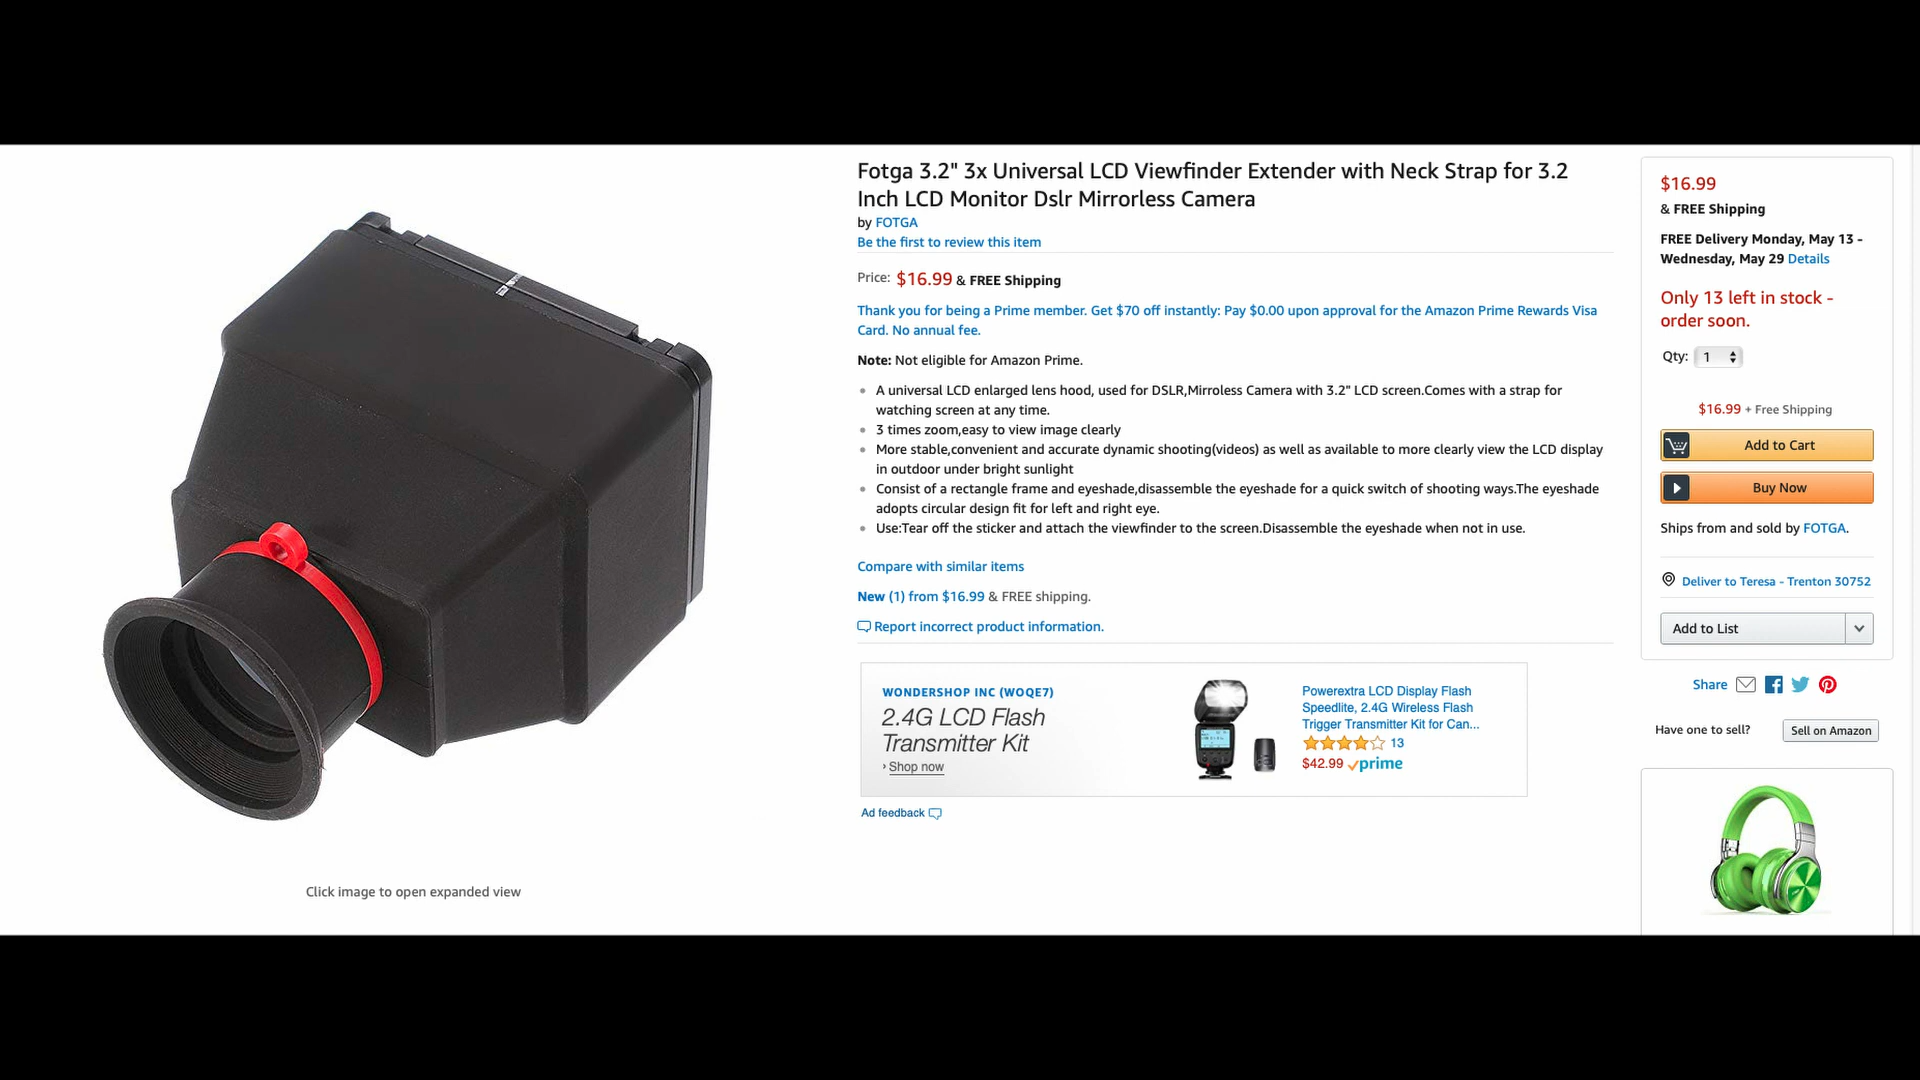 Fotga 3.2" 3x Universal LCD Viewfinder Extender with Neck Strap for 3.2
Inch LCD Monitor Dslr Mirrorless Camera
by FOTGA
Be the first to review this item
Price: $16.99 & FREE Shipping
Thank you for being a Prime member. Get $70 off instantly: Pay $0.00 upon approval for the Amazon Prime Rewards Visa
Card. No annual fee.
Note: Not eligible for Amazon Prime.
A universal LCD enlarged lens hood, used for DSLR,Mirroless Camera with 3.2" LCD screen.Comes with a strap for
watching screen at any time.
3 times zoom,easy to view image clearly
More stable,convenient and accurate dynamic shooting(videos) as well as available to more clearly view the LCD display
in outdoor under bright sunlight
Consist of a rectangle frame and eyeshade,disassemble the eyeshade for a quick switch of shooting ways.The eyeshade
adopts circular design fit for left and right eye.
Use:Tear off the sticker and attach the viewfinder to the screen.Disassemble the eyeshade when not in use.
Compare with similar items
New (1) from $16.99 & FREE shipping.
Report incorrect product information.
WONDERSHOP INC (WOQE7)
2.4G LCD Flash
Transmitter Kit
› Shop now
Powerextra LCD Display Flash
Speedlite, 2.4G Wireless Flash
Trigger Transmitter Kit for Can...
13
$42.99 prime
Ad feedback
Click image to open expanded view
$16.99
& FREE Shipping
FREE Delivery Monday, May 13 -
Wednesday, May 29 Details
Only 13 left in stock -
order soon.
Qty: 1
$16.99 + Free Shipping
Add to Cart
Buy Now
Ships from and sold by FOTGA.
Deliver to Teresa - Trenton 30752
Add to List
Share
Have one to sell? Sell on Amazon